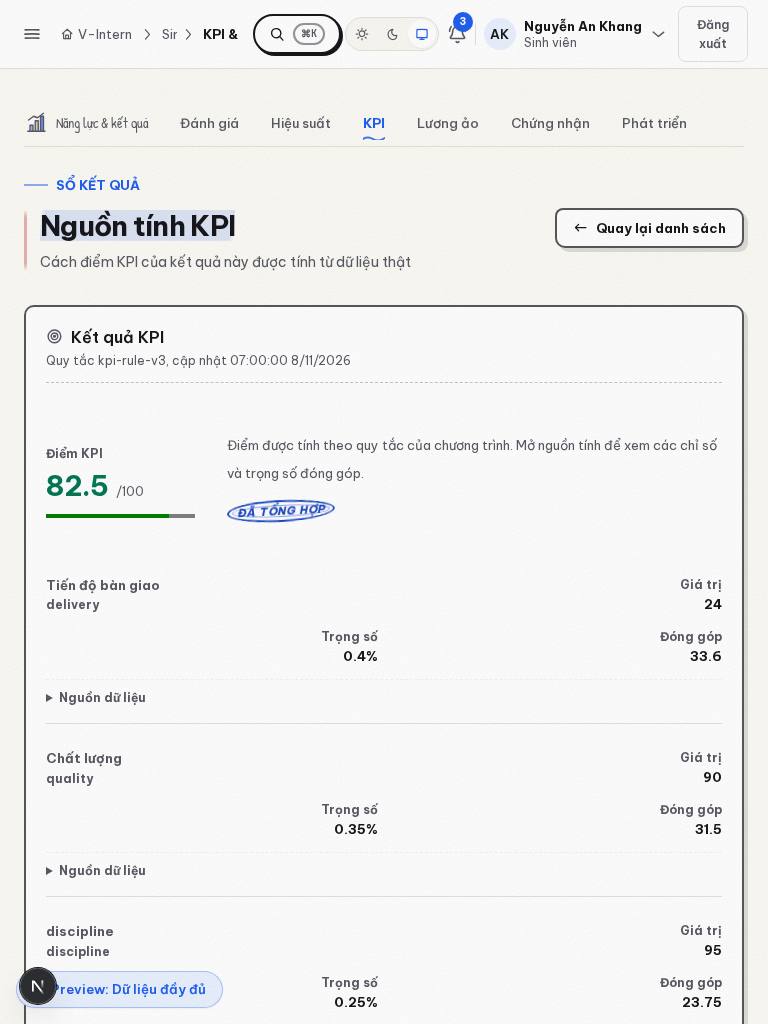 V-Intern > Sir > KPI &
⌘K
3
AK
Nguyễn An Khang
Sinh viên
Đăng
xuất
Năng lực & kết quả
Đánh giá
Hiệu suất
KPI
Lương ảo
Chứng nhận
Phát triển
SỔ KẾT QUẢ
Nguồn tính KPI
Cách điểm KPI của kết quả này được tính từ dữ liệu thật
← Quay lại danh sách
Kết quả KPI
Quy tắc kpi-rule-v3, cập nhật 07:00:00 8/11/2026
Điểm KPI
82.5 /100
Điểm được tính theo quy tắc của chương trình. Mở nguồn tính để xem các chỉ số
và trọng số đóng góp.
ĐÃ TỔNG HỢP
Tiến độ bàn giao
delivery
Giá trị
24
Trọng số
0.4%
Đóng góp
33.6
Nguồn dữ liệu
Chất lượng
quality
Giá trị
90
Trọng số
0.35%
Đóng góp
31.5
Nguồn dữ liệu
discipline
discipline
Giá trị
95
Trọng số
0.25%
Đóng góp
23.75
N
Preview: Dữ liệu đầy đủ